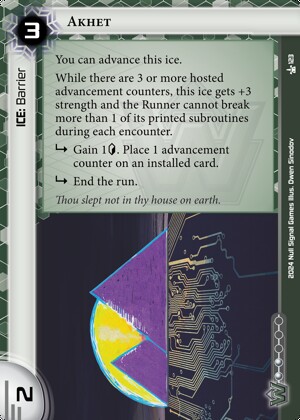 3
AKHET
ICE: Barrier
You can advance this ice.
While there are 3 or more hosted
advancement counters, this ice gets +3
strength and the Runner cannot break
more than 1 of its printed subroutines
during each encounter.
↳ Gain 1. Place 1 advancement
counter on an installed card.
↳ End the run.
Thou slept not in thy house on earth.
123
2024 Null Signal Games Illus. Owen Sinodov
2